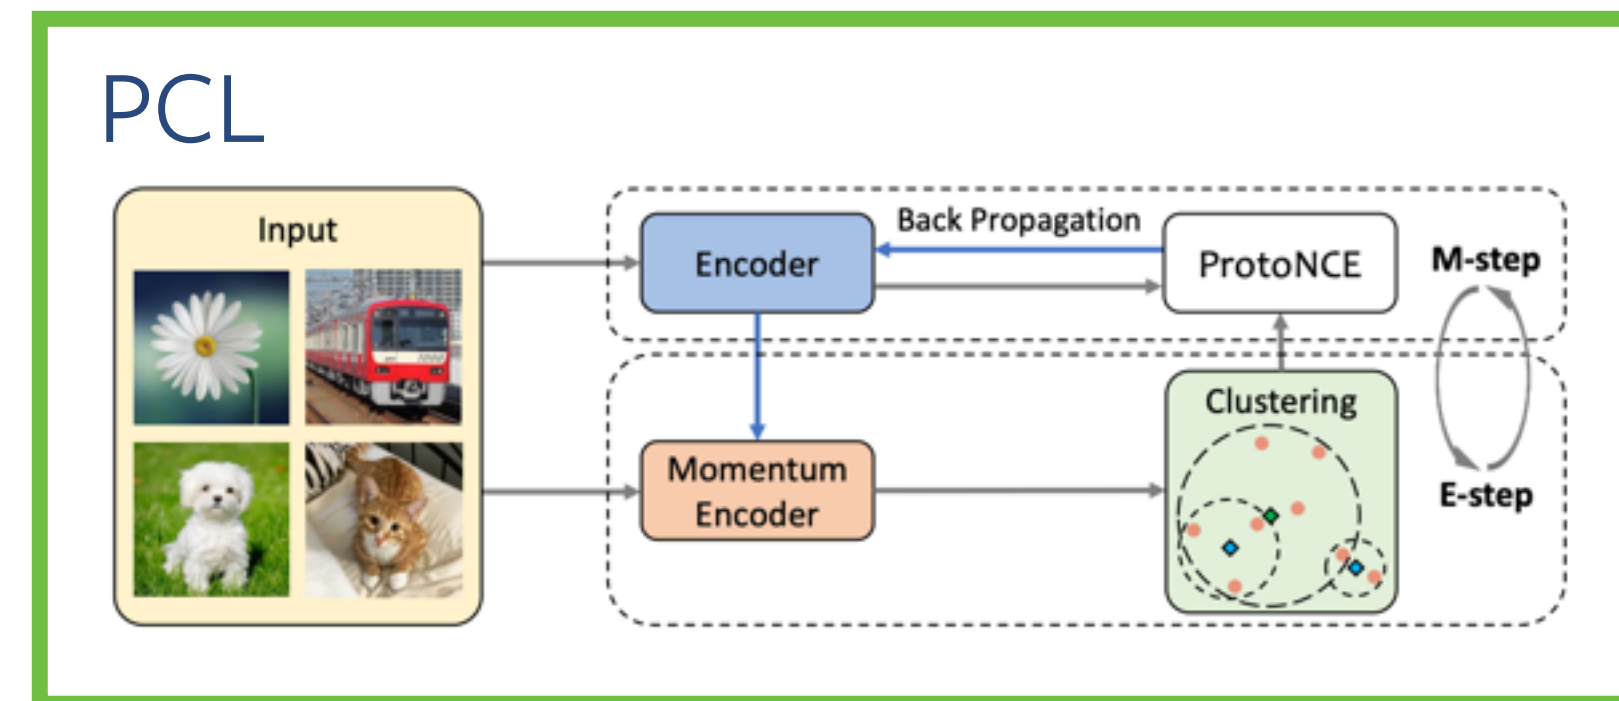 PCL
Input
Encoder
Back Propagation
ProtoNCE
M-step
Momentum
Encoder
Clustering
E-step